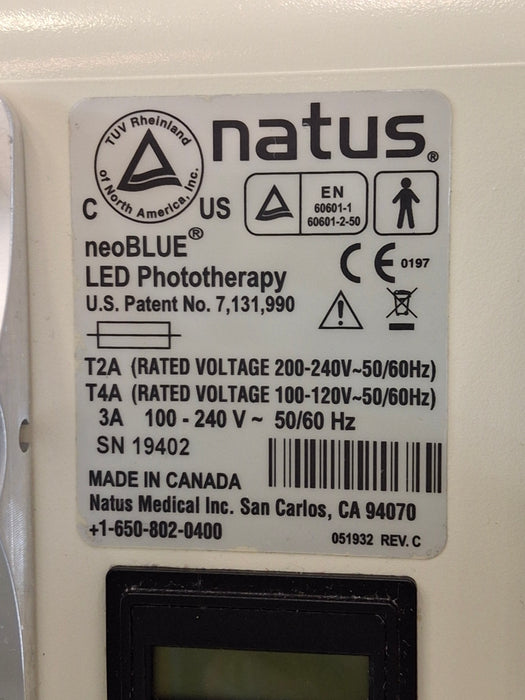 TUV Rheinland
of North America, Inc.
C US
natus®
EN
60601-1
60601-2-50
neoBLUE®
LED Phototherapy
U.S. Patent No. 7,131,990
CE 0197
T2A (RATED VOLTAGE 200-240V~50/60Hz)
T4A (RATED VOLTAGE 100-120V~50/60Hz)
3A 100 - 240 V ~ 50/60 Hz
SN 19402
MADE IN CANADA
Natus Medical Inc. San Carlos, CA 94070
+1-650-802-0400
051932 REV. C